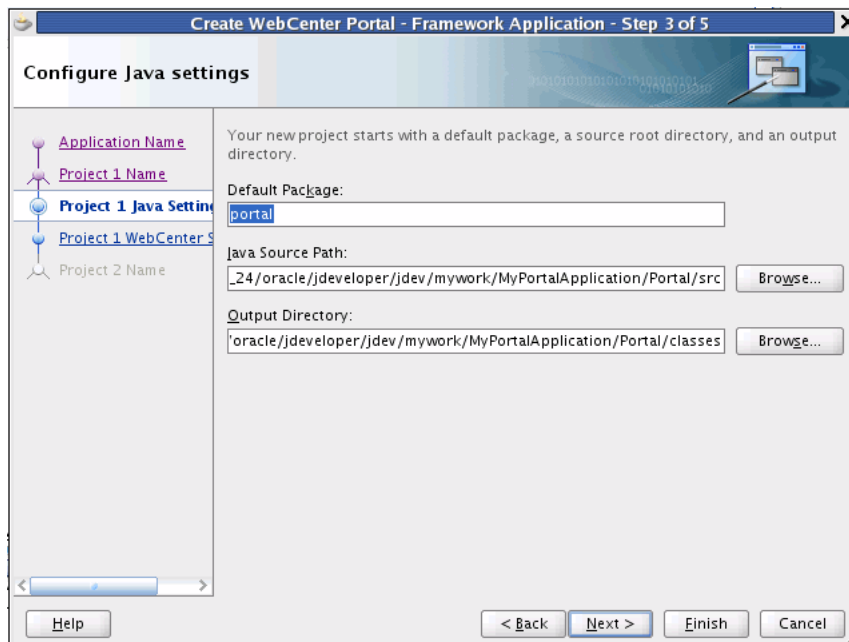 Create WebCenter Portal - Framework Application - Step 3 of 5
Configure Java settings
Application Name
Project 1 Name
Project 1 Java Setting
Project 1 WebCenter S
Project 2 Name
Your new project starts with a default package, a source root directory, and an output
directory.
Default Package:
portal
Java Source Path:
_24/oracle/jdeveloper/jdev/mywork/MyPortalApplication/Portal/src
Browse...
Output Directory:
'oracle/jdeveloper/jdev/mywork/MyPortalApplication/Portal/classes
Browse...
Help
< Back
Next >
Finish
Cancel